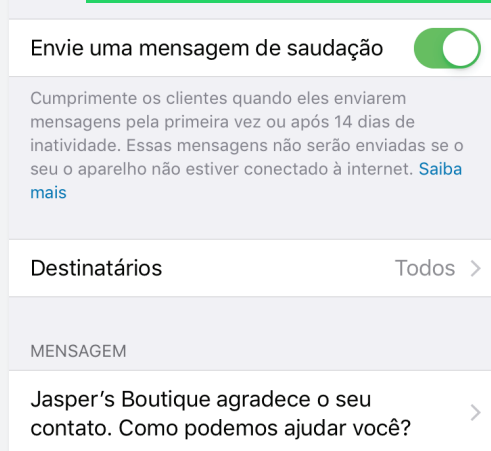 Envie uma mensagem de saudação
Cumprimente os clientes quando eles enviarem
mensagens pela primeira vez ou após 14 dias de
inatividade. Essas mensagens não serão enviadas se o
seu o aparelho não estiver conectado à internet. Saiba
mais
Destinatários Todos
MENSAGEM
Jasper’s Boutique agradece o seu
contato. Como podemos ajudar você?